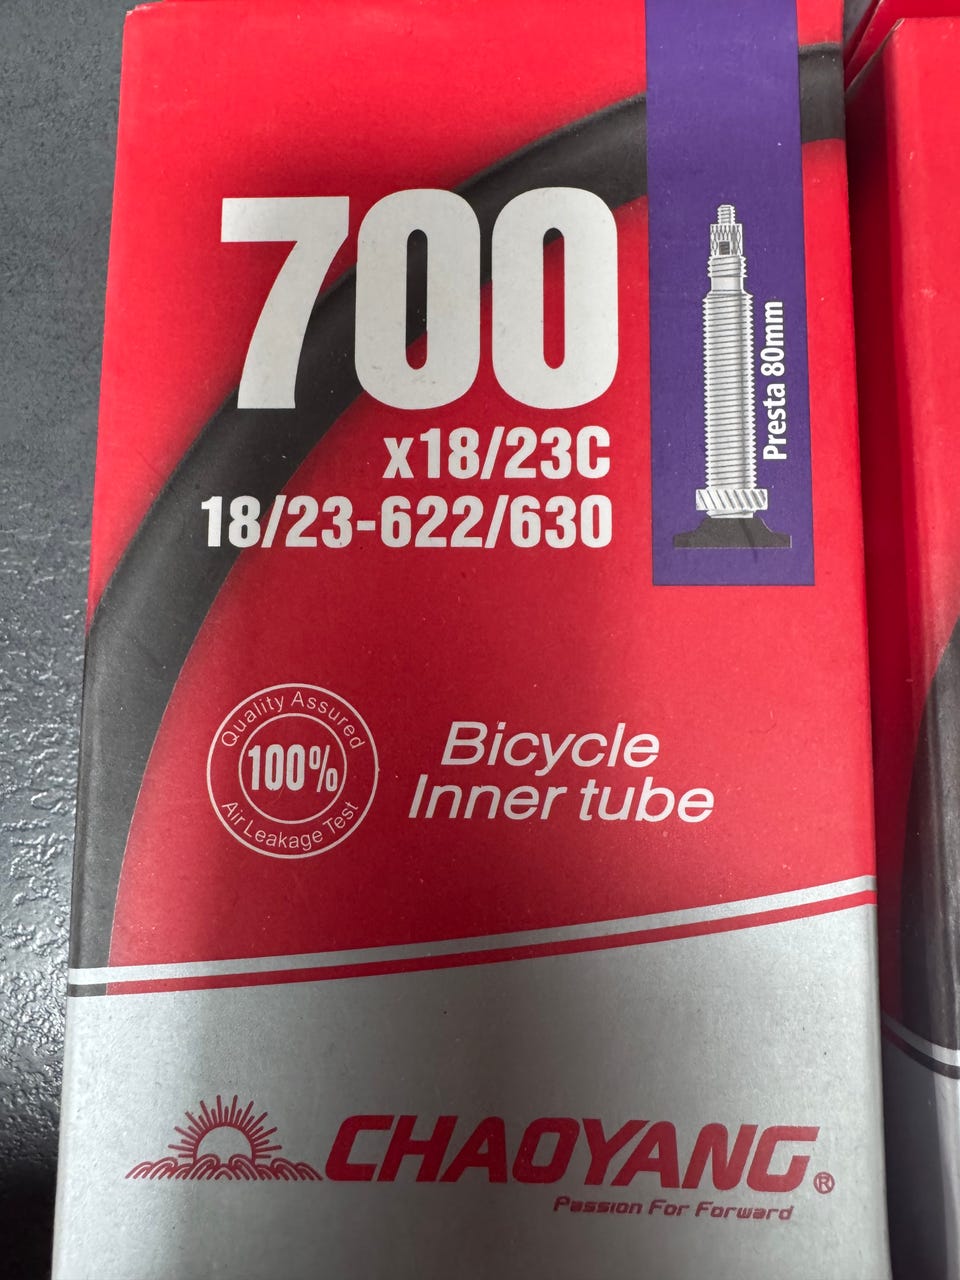 700
x18/23C
18/23-622/630
Presta 80mm
Quality Assured
100%
Air Leakage Test
Bicycle
Inner tube
CHAOYANG®
Passion For Forward